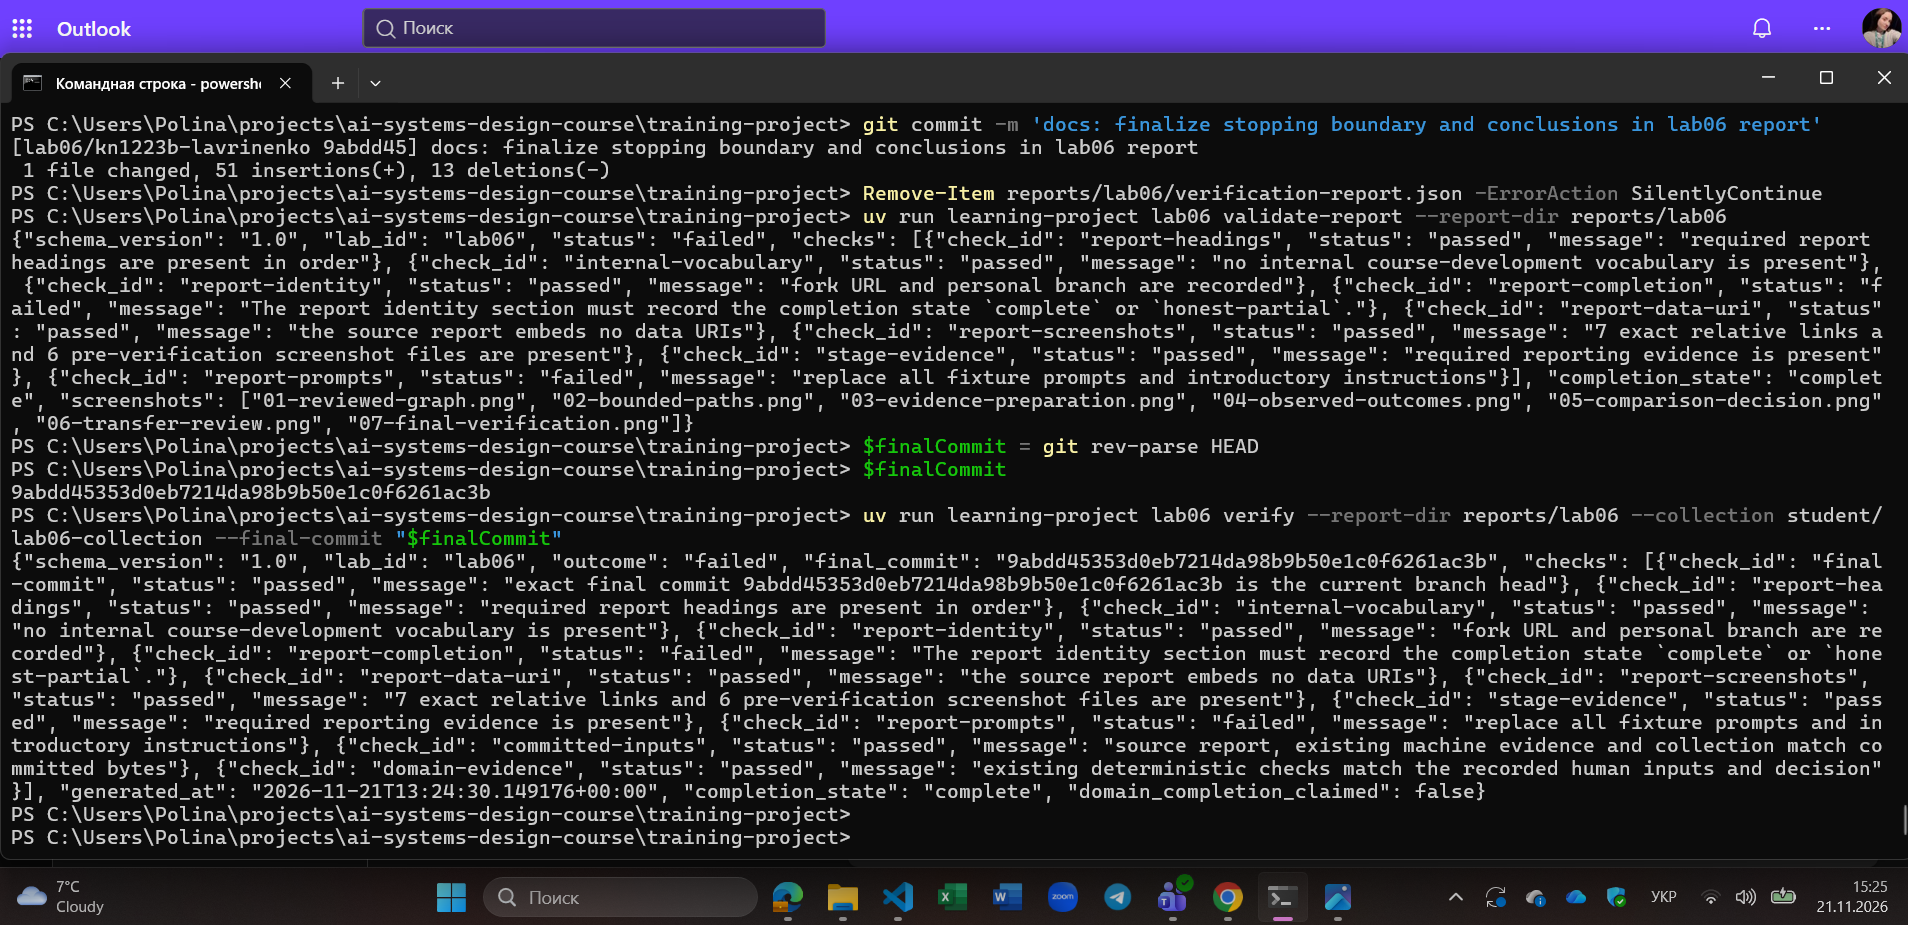 Outlook
Поиск
Командная строка - powershe
PS C:\Users\Polina\projects\ai-systems-design-course\training-project> git commit -m 'docs: finalize stopping boundary and conclusions in lab06 report'
[lab06/kn1223b-lavrinenko 9abdd45] docs: finalize stopping boundary and conclusions in lab06 report
 1 file changed, 51 insertions(+), 13 deletions(-)
PS C:\Users\Polina\projects\ai-systems-design-course\training-project> Remove-Item reports/lab06/verification-report.json -ErrorAction SilentlyContinue
PS C:\Users\Polina\projects\ai-systems-design-course\training-project> uv run learning-project lab06 validate-report --report-dir reports/lab06
{"schema_version": "1.0", "lab_id": "lab06", "status": "failed", "checks": [{"check_id": "report-headings", "status": "passed", "message": "required report
headings are present in order"}, {"check_id": "internal-vocabulary", "status": "passed", "message": "no internal course-development vocabulary is present"},
 {"check_id": "report-identity", "status": "passed", "message": "fork URL and personal branch are recorded"}, {"check_id": "report-completion", "status": "f
ailed", "message": "The report identity section must record the completion state `complete` or `honest-partial`."}, {"check_id": "report-data-uri", "status"
: "passed", "message": "the source report embeds no data URIs"}, {"check_id": "report-screenshots", "status": "passed", "message": "7 exact relative links a
nd 6 pre-verification screenshot files are present"}, {"check_id": "stage-evidence", "status": "passed", "message": "required reporting evidence is present"
}, {"check_id": "report-prompts", "status": "failed", "message": "replace all fixture prompts and introductory instructions"}], "completion_state": "complet
e", "screenshots": ["01-reviewed-graph.png", "02-bounded-paths.png", "03-evidence-preparation.png", "04-observed-outcomes.png", "05-comparison-decision.png"
, "06-transfer-review.png", "07-final-verification.png"]}
PS C:\Users\Polina\projects\ai-systems-design-course\training-project> $finalCommit = git rev-parse HEAD
PS C:\Users\Polina\projects\ai-systems-design-course\training-project> $finalCommit
9abdd45353d0eb7214da98b9b50e1c0f6261ac3b
PS C:\Users\Polina\projects\ai-systems-design-course\training-project> uv run learning-project lab06 verify --report-dir reports/lab06 --collection student/
lab06-collection --final-commit "$finalCommit"
{"schema_version": "1.0", "lab_id": "lab06", "outcome": "failed", "final_commit": "9abdd45353d0eb7214da98b9b50e1c0f6261ac3b", "checks": [{"check_id": "final
-commit", "status": "passed", "message": "exact final commit 9abdd45353d0eb7214da98b9b50e1c0f6261ac3b is the current branch head"}, {"check_id": "report-hea
dings", "status": "passed", "message": "required report headings are present in order"}, {"check_id": "internal-vocabulary", "status": "passed", "message":
"no internal course-development vocabulary is present"}, {"check_id": "report-identity", "status": "passed", "message": "fork URL and personal branch are re
corded"}, {"check_id": "report-completion", "status": "failed", "message": "The report identity section must record the completion state `complete` or `hone
st-partial`."}, {"check_id": "report-data-uri", "status": "passed", "message": "the source report embeds no data URIs"}, {"check_id": "report-screenshots",
"status": "passed", "message": "7 exact relative links and 6 pre-verification screenshot files are present"}, {"check_id": "stage-evidence", "status": "pass
ed", "message": "required reporting evidence is present"}, {"check_id": "report-prompts", "status": "failed", "message": "replace all fixture prompts and in
troductory instructions"}, {"check_id": "committed-inputs", "status": "passed", "message": "source report, existing machine evidence and collection match co
mmitted bytes"}, {"check_id": "domain-evidence", "status": "passed", "message": "existing deterministic checks match the recorded human inputs and decision"
}], "generated_at": "2026-11-21T13:24:30.149176+00:00", "completion_state": "complete", "domain_completion_claimed": false}
PS C:\Users\Polina\projects\ai-systems-design-course\training-project>
PS C:\Users\Polina\projects\ai-systems-design-course\training-project>
7°C
Cloudy
Поиск
zoom
УКР
15:25
21.11.2026